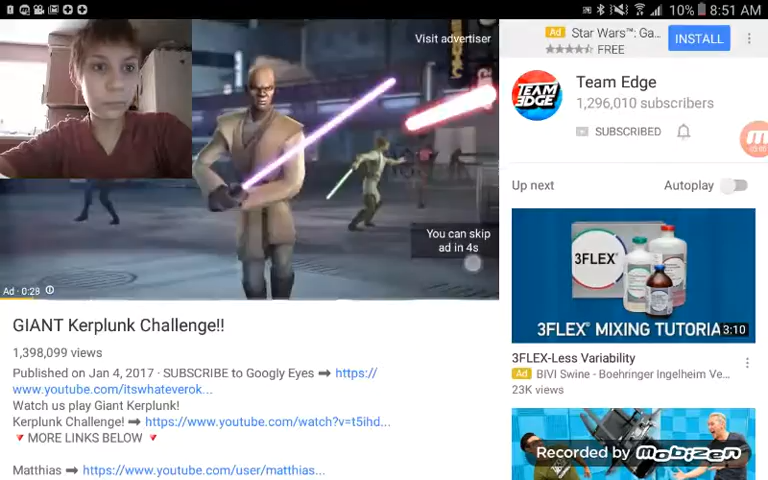 10% 8:51 AM
Visit advertiser
You can skip
ad in 4s
Ad · 0:28
Ad Star Wars™: Ga...
FREE
INSTALL
TEAM
EDGE
Team Edge
1,296,010 subscribers
SUBSCRIBED
Up next
Autoplay
3FLEX®
3FLEX® MIXING TUTORIA
3:10
3FLEX-Less Variability
Ad BIVI Swine - Boehringer Ingelheim Ve...
23K views
Recorded by Mobizen
GIANT Kerplunk Challenge!!
1,398,099 views
Published on Jan 4, 2017 · SUBSCRIBE to Googly Eyes ➡ https://
www.youtube.com/itswhateverok...
Watch us play Giant Kerplunk!
Kerplunk Challenge! ➡ https://www.youtube.com/watch?v=t5ihd...
🔻MORE LINKS BELOW 🔻
Matthias ➡ https://www.youtube.com/user/matthias...